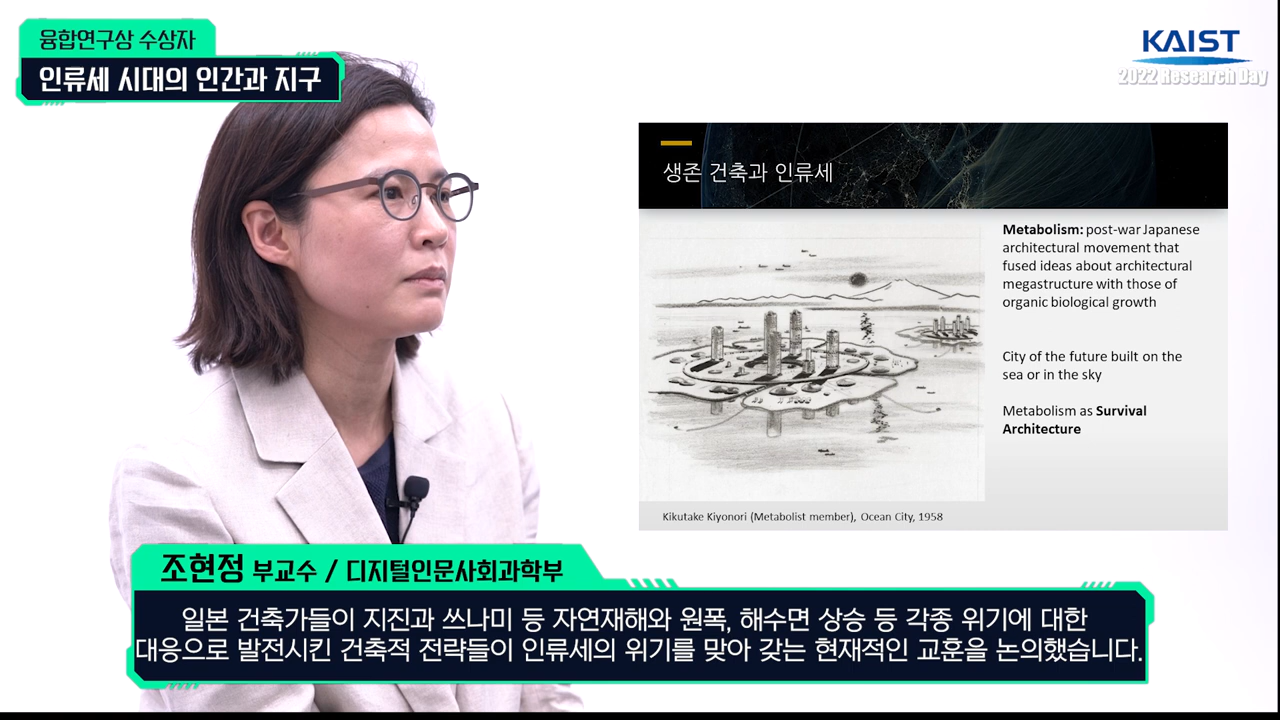 융합연구상 수상자
인류세 시대의 인간과 지구
KAIST
2022 Research Day
생존 건축과 인류세
Metabolism: post-war Japanese
architectural movement that
fused ideas about architectural
megastructure with those of
organic biological growth
City of the future built on the
sea or in the sky
Metabolism as Survival
Architecture
Kikutake Kiyonori (Metabolist member), Ocean City, 1958
조현정 부교수 / 디지털인문사회과학부
일본 건축가들이 지진과 쓰나미 등 자연재해와 원폭, 해수면 상승 등 각종 위기에 대한
대응으로 발전시킨 건축적 전략들이 인류세의 위기를 맞아 갖는 현재적인 교훈을 논의했습니다.